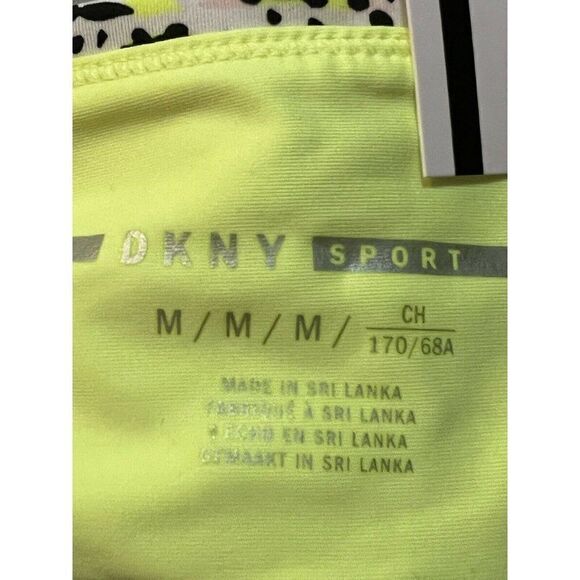 DKNY SPORT
M/M/M/ CH
170/68A
MADE IN SRI LANKA
FABRIQUÉ À SRI LANKA
ECHO EN SRI LANKA
GEMAAKT IN SRI LANKA